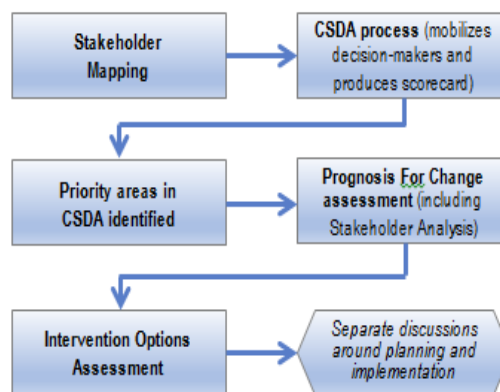 Stakeholder
Mapping
CSDA process (mobilizes
decision-makers and
produces scorecard)
Priority areas in
CSDA identified
Prognosis For Change
assessment (including
Stakeholder Analysis)
Intervention Options
Assessment
Separate discussions
around planning and
implementation